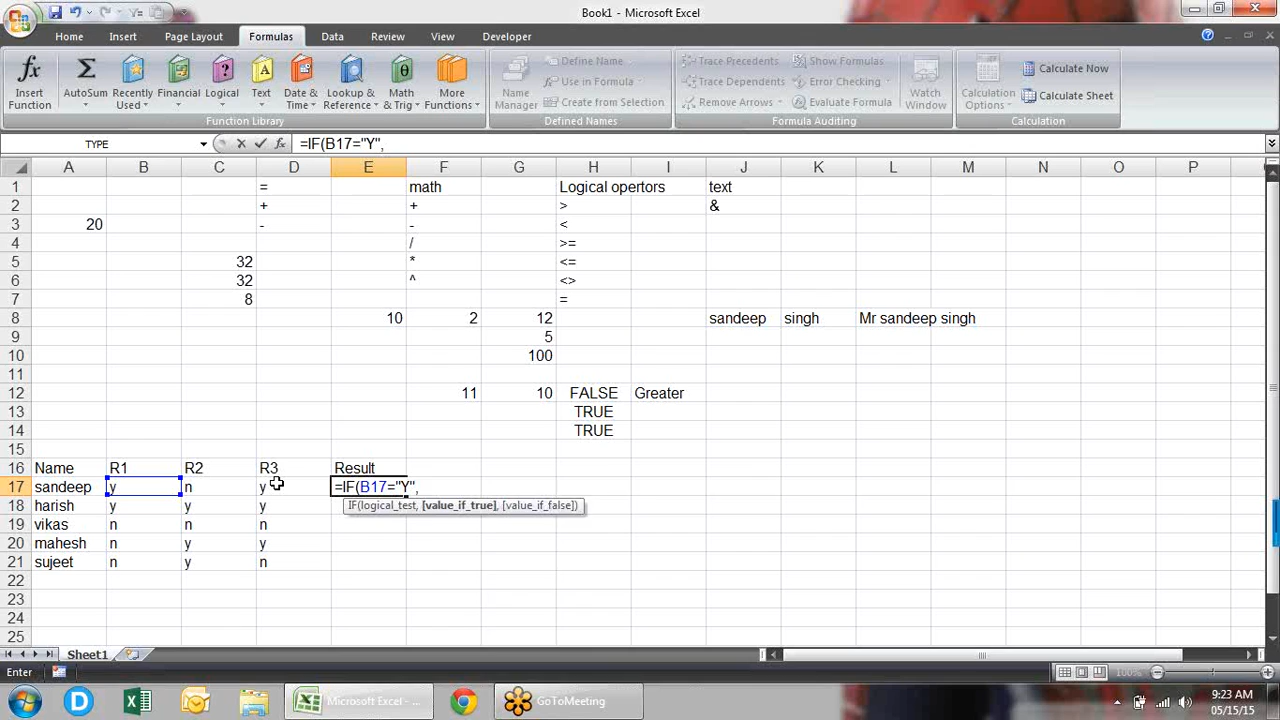 Book1 - Microsoft Excel
Home Insert Page Layout Formulas Data Review View Developer
fx Insert Function
Σ AutoSum
Recently Used
Financial
Logical
Text
Date & Time
Lookup & Reference
Math & Trig
More Functions
Function Library
Name Manager
Define Name
Use in Formula
Create from Selection
Defined Names
Trace Precedents
Trace Dependents
Remove Arrows
Show Formulas
Error Checking
Evaluate Formula
Formula Auditing
Watch Window
Calculation Options
Calculate Now
Calculate Sheet
Calculation
TYPE fx =IF(B17="Y",
A B C D E F G H I J K L M N O P
1 = math Logical opertors text
2 + + > &
3 20 - - <
4 / >=
5 32 * <=
6 32 ^ <>
7 8 =
8 10 2 12 sandeep singh Mr sandeep singh
9 5
10 100
11
12 11 10 FALSE Greater
13 TRUE
14 TRUE
15
16 Name R1 R2 R3 Result
17 sandeep y n y =IF(B17="Y",
IF(logical_test, [value_if_true], [value_if_false])
18 harish y y y
19 vikas n n n
20 mahesh n y y
21 sujeet n y n
22
23
24
25
Sheet1
Enter 100%
Microsoft Excel - ... GoToMeeting
9:23 AM
05/15/15